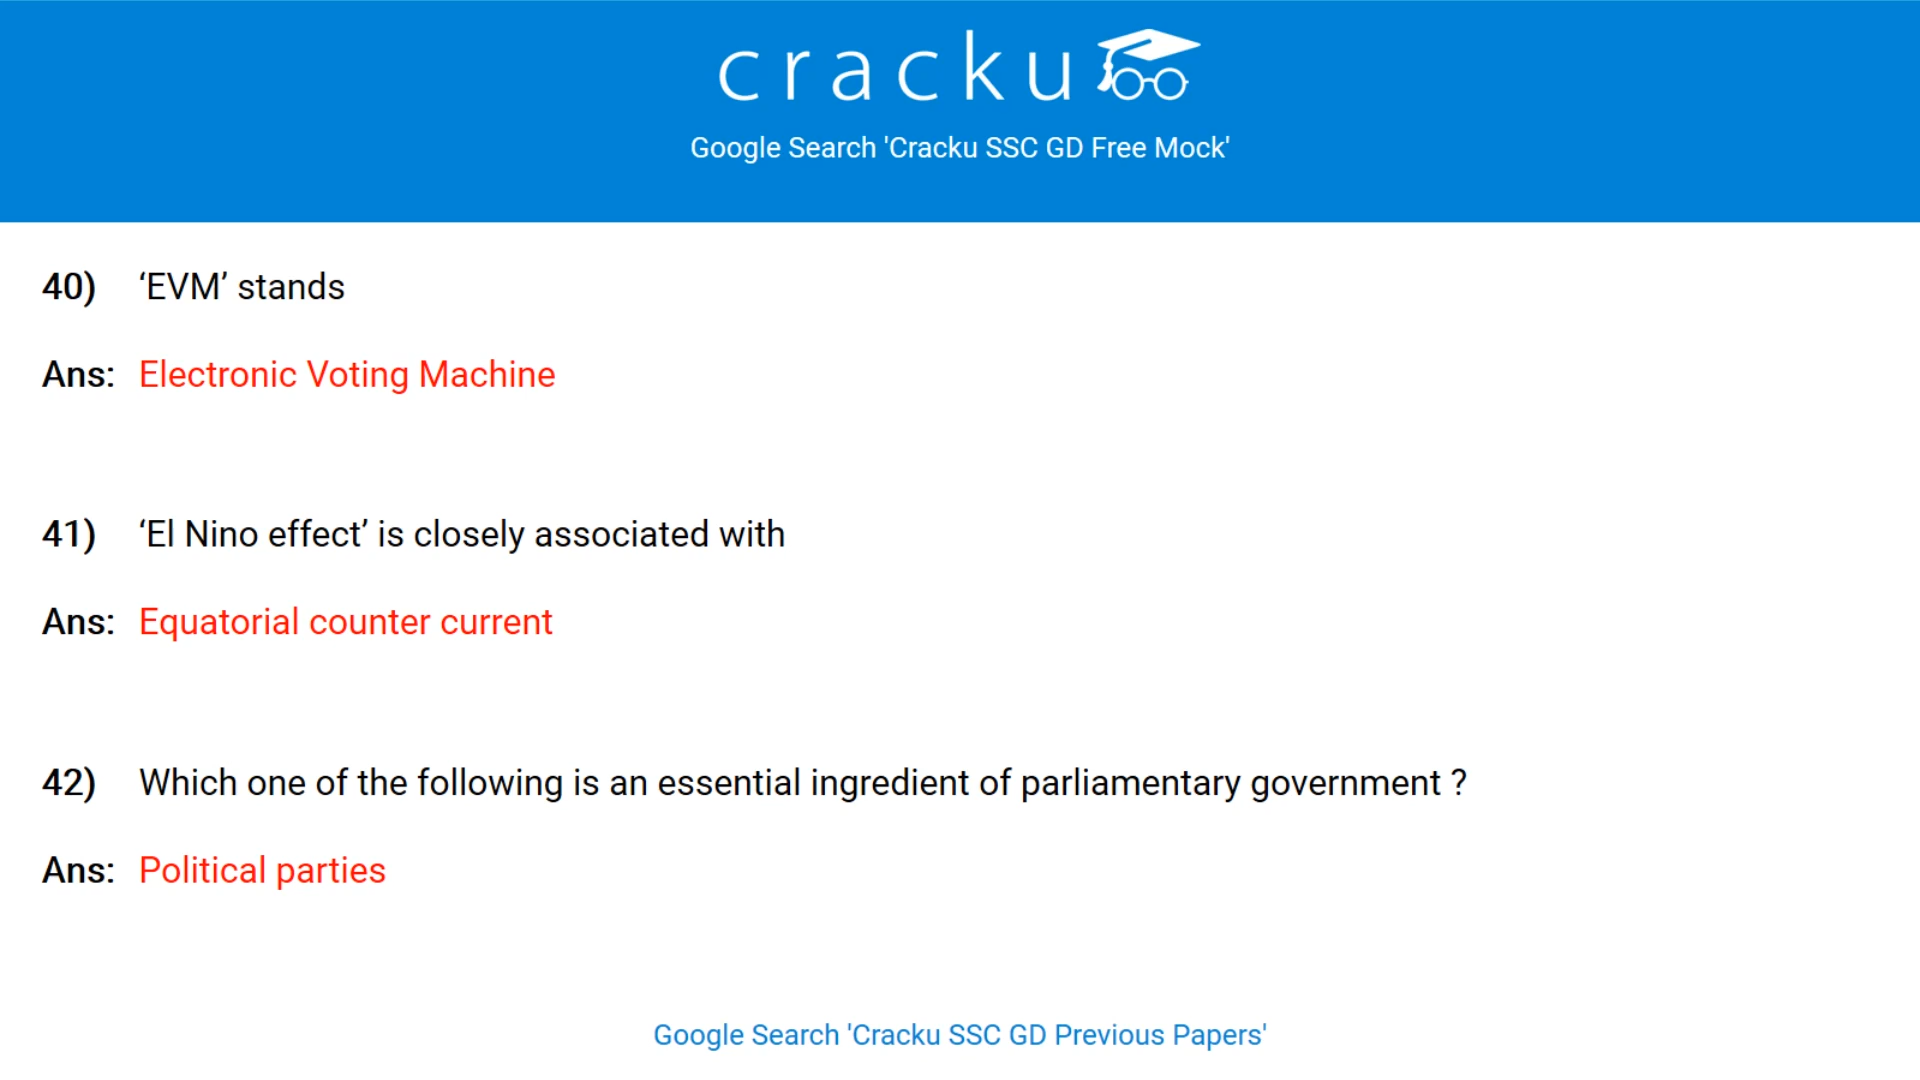 cracku
Google Search 'Cracku SSC GD Free Mock'
40) ‘EVM’ stands
Ans: Electronic Voting Machine
41) ‘El Nino effect’ is closely associated with
Ans: Equatorial counter current
42) Which one of the following is an essential ingredient of parliamentary government ?
Ans: Political parties
Google Search 'Cracku SSC GD Previous Papers'